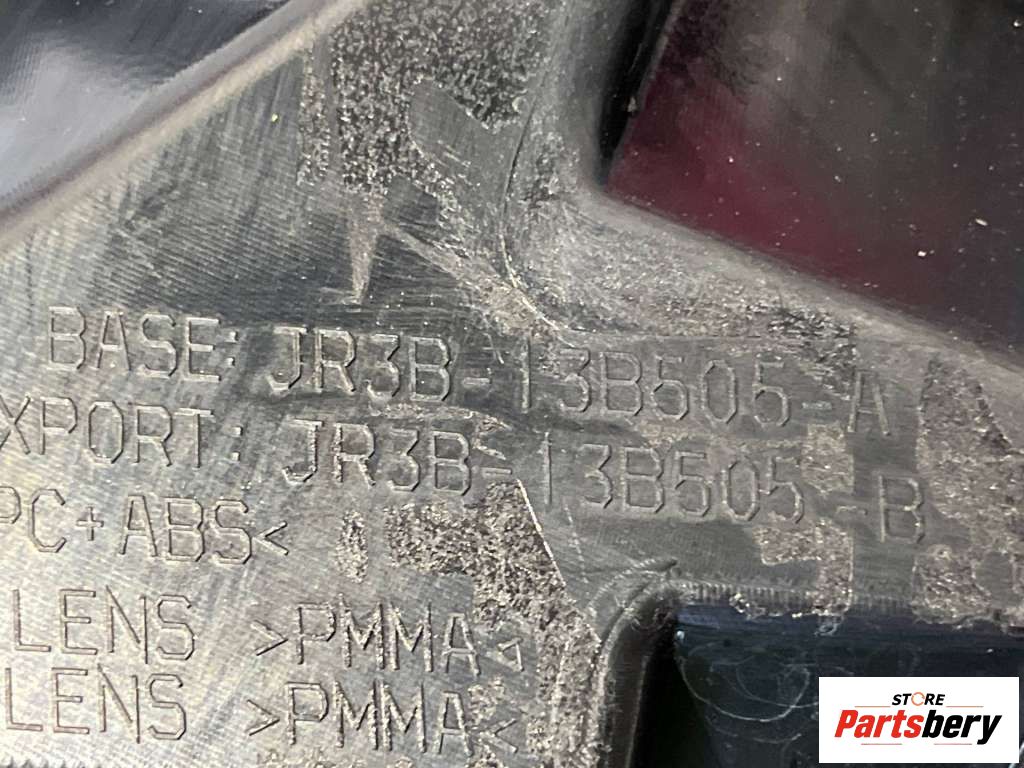 BASE: JR3B-13B505-A
XPORT: JR3B-13B505-B
PC+ABS<
LENS >PMMA<
LENS >PMMA<
STORE
Partsbery